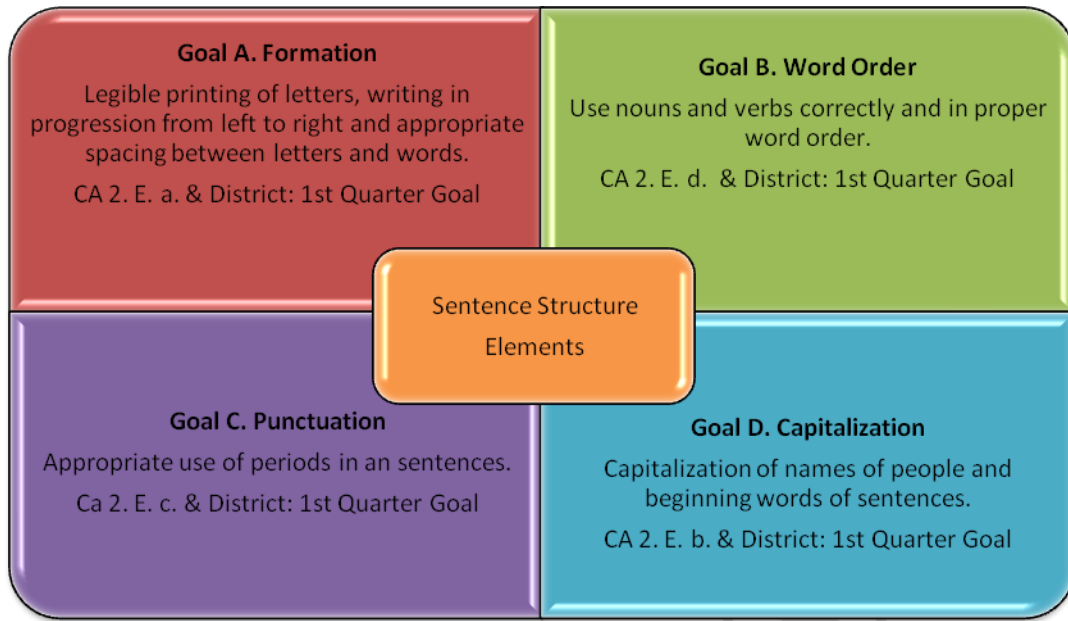 Goal A. Formation
Legible printing of letters, writing in
progression from left to right and appropriate
spacing between letters and words.
CA 2. E. a. & District: 1st Quarter Goal
Goal B. Word Order
Use nouns and verbs correctly and in proper
word order.
CA 2. E. d.  & District: 1st Quarter Goal
Sentence Structure
Elements
Goal C. Punctuation
Appropriate use of periods in an sentences.
Ca 2. E. c. & District: 1st Quarter Goal
Goal D. Capitalization
Capitalization of names of people and
beginning words of sentences.
CA 2. E. b. & District: 1st Quarter Goal